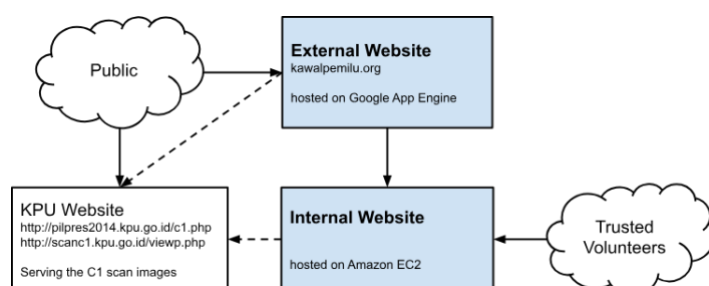 Public
External Website
kawalpemilu.org
hosted on Google App Engine
KPU Website
http://pilpres2014.kpu.go.id/c1.php
http://scanc1.kpu.go.id/viewp.php
Serving the C1 scan images
Internal Website
hosted on Amazon EC2
Trusted
Volunteers